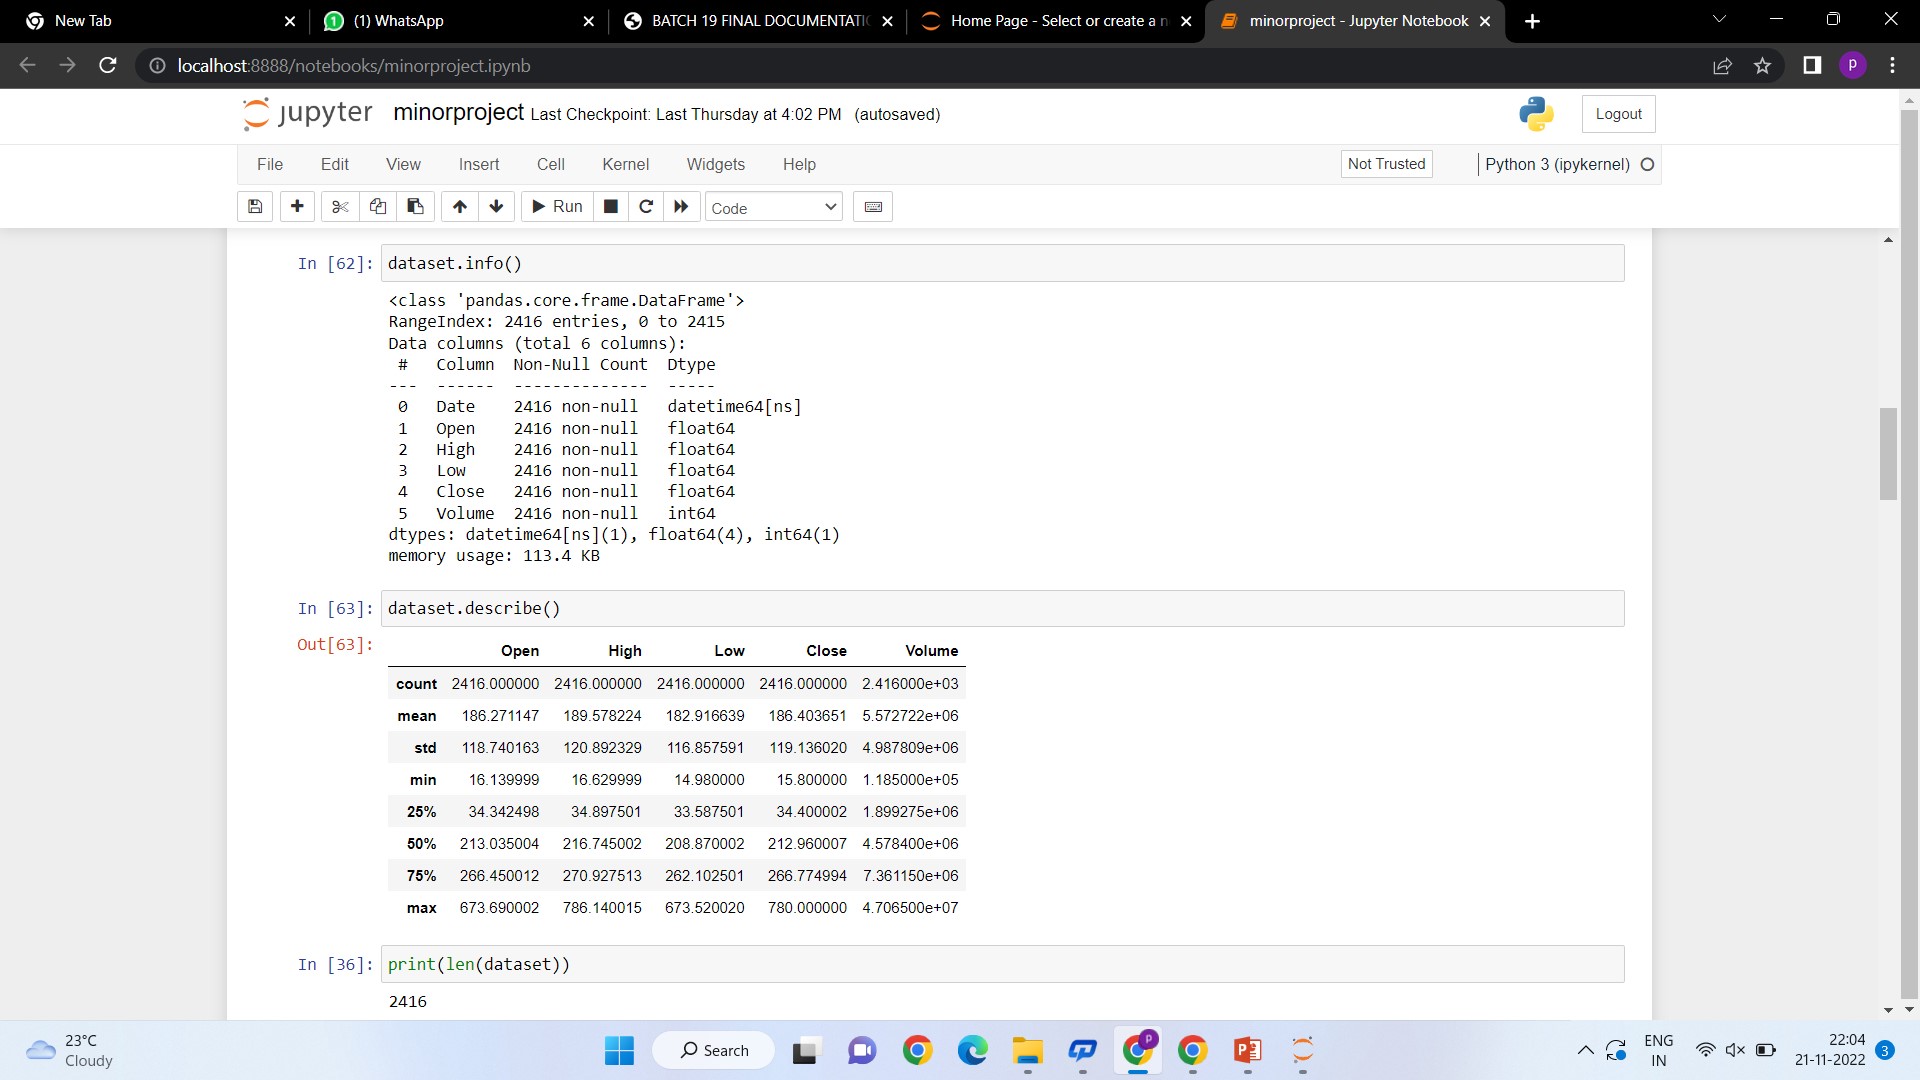 New Tab
(1) WhatsApp
BATCH 19 FINAL DOCUMENTATI
Home Page - Select or create a n
minorproject - Jupyter Notebook
localhost:8888/notebooks/minorproject.ipynb
P
jupyter minorproject Last Checkpoint: Last Thursday at 4:02 PM (autosaved)
Logout
File Edit View Insert Cell Kernel Widgets Help
Not Trusted
Python 3 (ipykernel)
Run
Code
In [62]: dataset.info()
<class 'pandas.core.frame.DataFrame'>
RangeIndex: 2416 entries, 0 to 2415
Data columns (total 6 columns):
# Column Non-Null Count Dtype
--- ------ -------------- -----
0 Date 2416 non-null datetime64[ns]
1 Open 2416 non-null float64
2 High 2416 non-null float64
3 Low 2416 non-null float64
4 Close 2416 non-null float64
5 Volume 2416 non-null int64
dtypes: datetime64[ns](1), float64(4), int64(1)
memory usage: 113.4 KB
In [63]: dataset.describe()
Out[63]:
Open High Low Close Volume
count 2416.000000 2416.000000 2416.000000 2416.000000 2.416000e+03
mean 186.271147 189.578224 182.916639 186.403651 5.572722e+06
std 118.740163 120.892329 116.857591 119.136020 4.987809e+06
min 16.139999 16.629999 14.980000 15.800000 1.185000e+05
25% 34.342498 34.897501 33.587501 34.400002 1.899275e+06
50% 213.035004 216.745002 208.870002 212.960007 4.578400e+06
75% 266.450012 270.927513 262.102501 266.774994 7.361150e+06
max 673.690002 786.140015 673.520020 780.000000 4.706500e+07
In [36]: print(len(dataset))
2416
23°C
Cloudy
Search
ENG
IN
22:04
21-11-2022
3